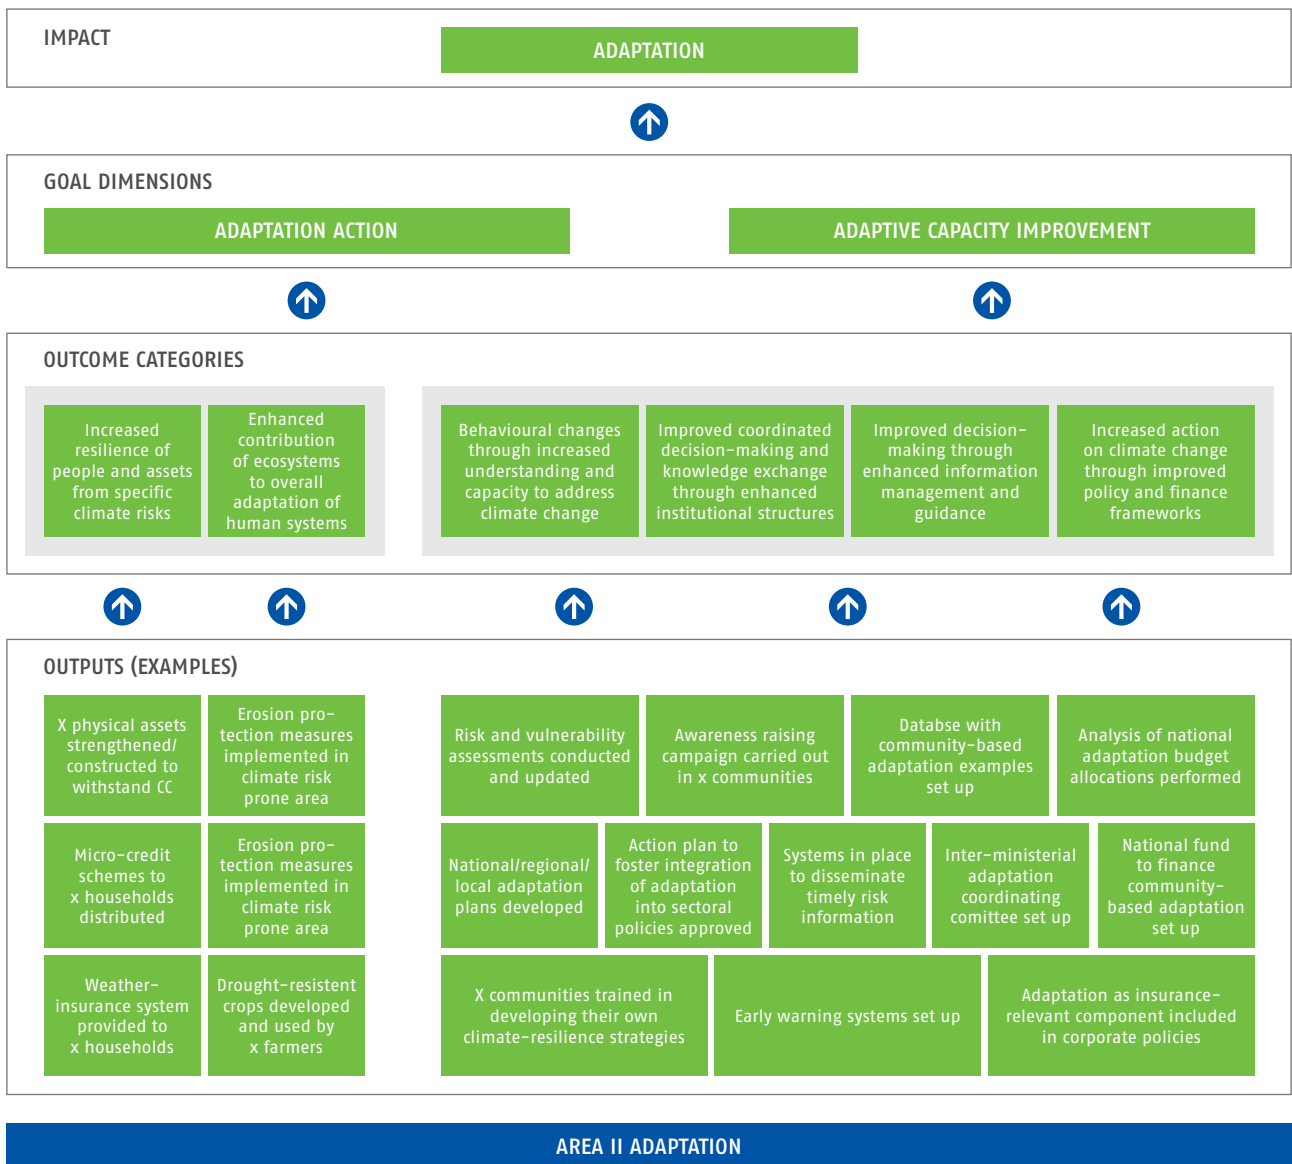 IMPACT
ADAPTATION
GOAL DIMENSIONS
ADAPTATION ACTION
ADAPTIVE CAPACITY IMPROVEMENT
OUTCOME CATEGORIES
Increased
resilience of
people and assets
from specific
climate risks
Enhanced
contribution
of ecosystems
to overall
adaptation of
human systems
Behavioural changes
through increased
understanding and
capacity to address
climate change
Improved coordinated
decision-making and
knowledge exchange
through enhanced
institutional structures
Improved decision-
making through
enhanced information
management and
guidance
Increased action
on climate change
through improved
policy and finance
frameworks
OUTPUTS (EXAMPLES)
X physical assets
strengthened/
constructed to
withstand CC
Erosion pro-
tection measures
implemented in
climate risk
prone area
Risk and vulnerability
assessments conducted
and updated
Awareness raising
campaign carried out
in x communities
Databse with
community-based
adaptation examples
set up
Analysis of national
adaptation budget
allocations performed
Micro-credit
schemes to
x households
distributed
Erosion pro-
tection measures
implemented in
climate risk
prone area
National/regional/
local adaptation
plans developed
Action plan to
foster integration
of adaptation
into sectoral
policies approved
Systems in place
to disseminate
timely risk
information
Inter-ministerial
adaptation
coordinating
comittee set up
National fund
to finance
community-
based adaptation
set up
Weather-
insurance system
provided to
x households
Drought-resistent
crops developed
and used by
x farmers
X communities trained in
developing their own
climate-resilience strategies
Early warning systems set up
Adaptation as insurance-
relevant component included
in corporate policies
AREA II ADAPTATION